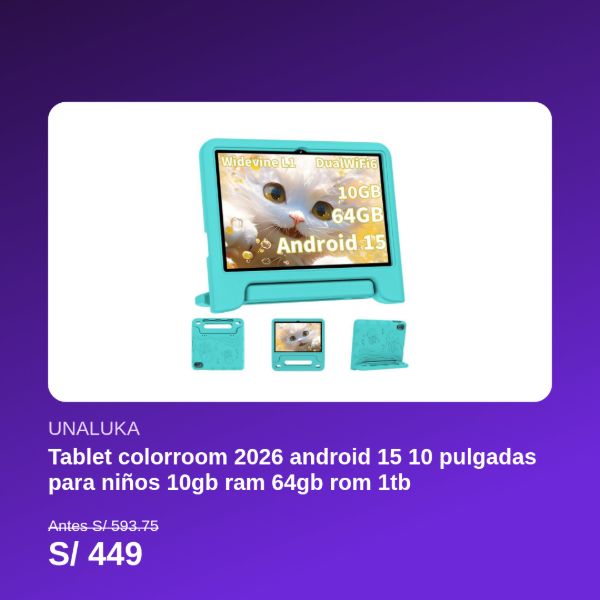 Widevine L1 DualWiFi6
10GB
64GB
Android 15
UNALUKA
Tablet colorroom 2026 android 15 10 pulgadas
para niños 10gb ram 64gb rom 1tb
Antes S/ 593.75
S/ 449